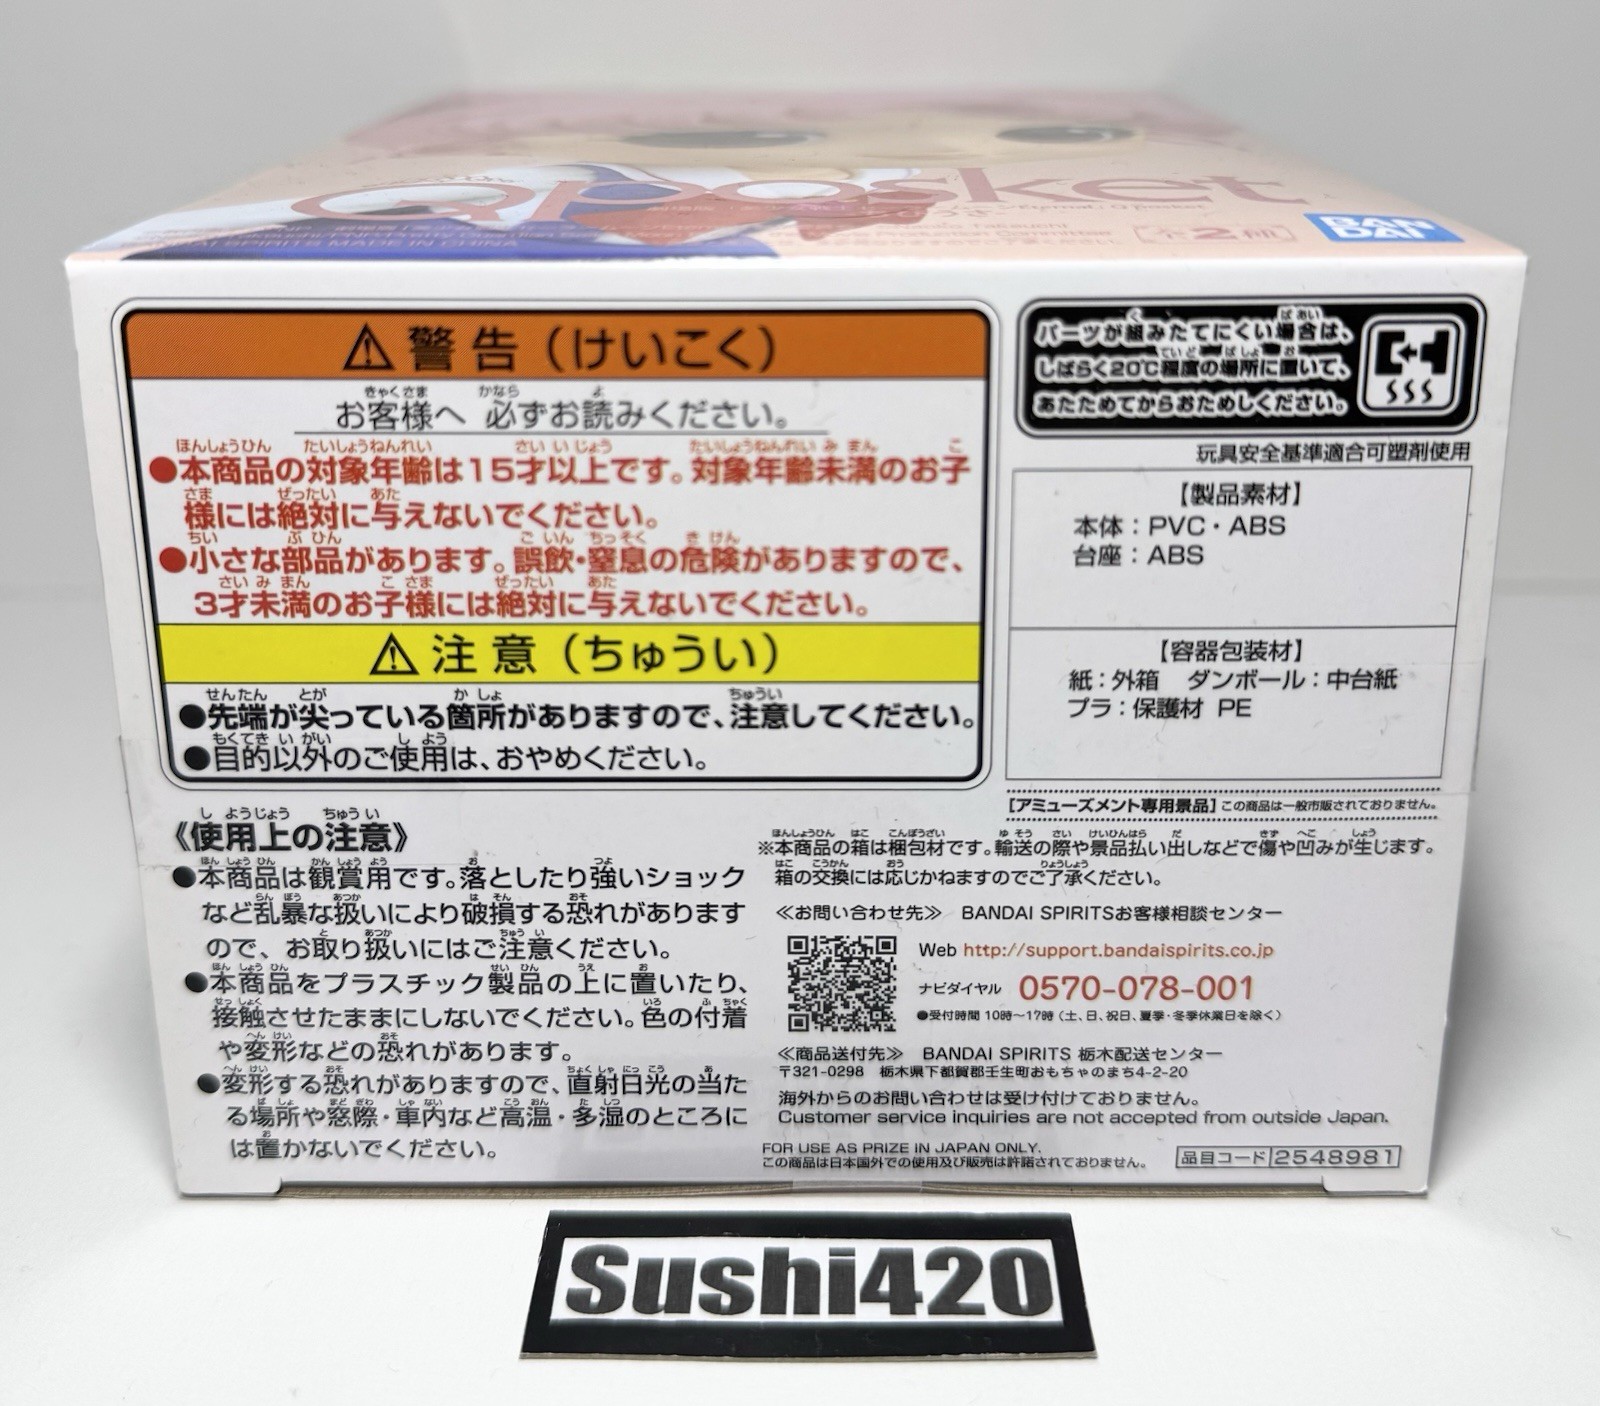 Qposket
全2種
BANDAI
BANDAI SPIRITS MADE IN CHINA
⚠警告(けいこく)
お客様へ 必ずお読みください。
●本商品の対象年齢は15才以上です。対象年齢未満のお子
様には絶対に与えないでください。
●小さな部品があります。誤飲・窒息の危険がありますので、
3才未満のお子様には絶対に与えないでください。
⚠注意(ちゅうい)
●先端が尖っている箇所がありますので、注意してください。
●目的以外のご使用は、おやめください。
パーツが組みたてにくい場合は、
しばらく20℃程度の場所に置いて、
あたためてからおためしください。
玩具安全基準適合可塑剤使用
【製品素材】
本体:PVC・ABS
台座:ABS
【容器包装材】
紙:外箱 ダンボール:中台紙
プラ:保護材 PE
[アミューズメント専用景品]この商品は一般市販されておりません。
《使用上の注意》
●本商品は観賞用です。落としたり強いショック
など乱暴な扱いにより破損する恐れがあります
ので、お取り扱いにはご注意ください。
●本商品をプラスチック製品の上に置いたり、
接触させたままにしないでください。色の付着
や変形などの恐れがあります。
●変形する恐れがありますので、直射日光の当た
る場所や窓際・車内など高温・多湿のところに
は置かないでください。
※本商品の箱は梱包材です。輸送の際や景品払い出しなどで傷や凹みが生じます。
箱の交換には応じかねますのでご了承ください。
≪お問い合わせ先≫ BANDAI SPIRITSお客様相談センター
Web http://support.bandaispirits.co.jp
ナビダイヤル 0570-078-001
●受付時間 10時〜17時(土、日、祝日、夏季・冬季休業日を除く)
≪商品送付先≫ BANDAI SPIRITS 栃木配送センター
〒321-0298 栃木県下都賀郡壬生町おもちゃのまち4-2-20
海外からのお問い合わせは受け付けておりません。
Customer service inquiries are not accepted from outside Japan.
FOR USE AS PRIZE IN JAPAN ONLY.
この商品は日本国外での使用及び販売は許諾されておりません。
品目コード 2548981
Sushi420